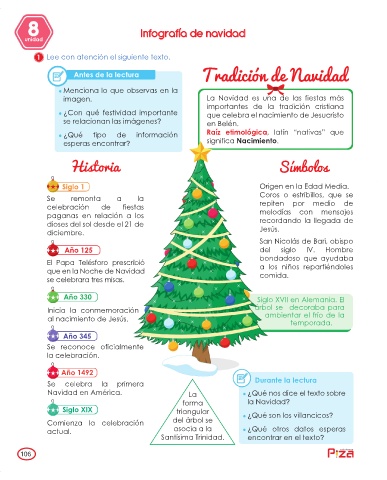 8
unidad
Infografía de navidad
1 Lee con atención el siguiente texto.
Antes de la lectura
Menciona lo que observas en la
imagen.
¿Con qué festividad importante
se relacionan las imágenes?
¿Qué tipo de información
esperas encontrar?
Tradición de Navidad
La Navidad es una de las fiestas más
importantes de la tradición cristiana
que celebra el nacimiento de Jesucristo
en Belén.
Raíz etimológica. latín "nativas" que
significa Nacimiento.
Historia
Siglo 1
Se remonta a la
celebración de fiestas
paganas en relación a los
dioses del sol desde el 21 de
diciembre.
Año 125
El Papa Telésforo prescribió
que en la Noche de Navidad
se celebrara tres misas.
Año 330
Inicia la conmemoración
al nacimiento de Jesús.
Año 345
Se reconoce oficialmente
la celebración.
Año 1492
Se celebra la primera
Navidad en América.
Siglo XIX
Comienza la celebración
actual.
Símbolos
Origen en la Edad Media.
Coros o estribillos, que se
repiten por medio de
melodías con mensajes
recordando la llegada de
Jesús.
San Nicolás de Bari, obispo
del siglo IV. Hombre
bondadoso que ayudaba
a los niños repartiéndoles
comida.
Siglo XVII en Alemania. El
árbol se decoraba para
ambientar el frío de la
temporada.
La
forma
triangular
del árbol se
asocia a la
Santísima Trinidad.
Durante la lectura
¿Qué nos dice el texto sobre
la Navidad?
¿Qué son los villancicos?
¿Qué otros datos esperas
encontrar en el texto?
106
P!zä